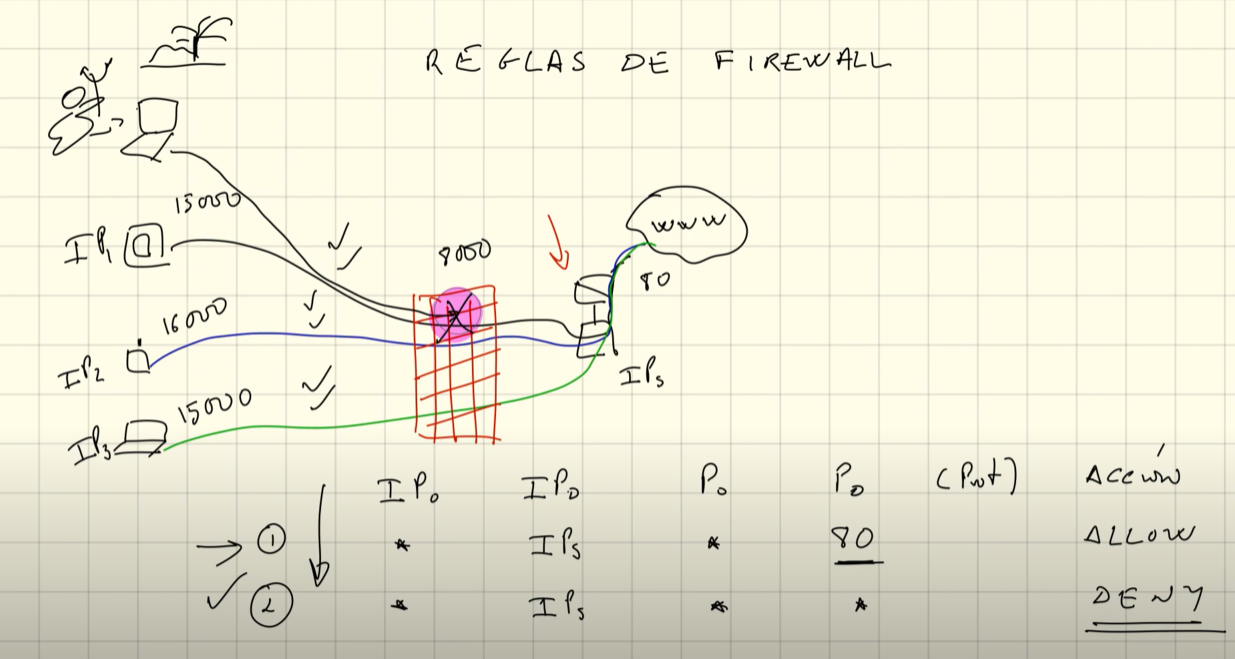 REGLAS DE FIREWALL
15000
IP1
8000
WWW
80
16000
IP2
IPs
15000
IP3
IPo IPD Po PD (Prot) ACCIÓN
1 * IPs * 80 ALLOW
2 * IPs * * DENY